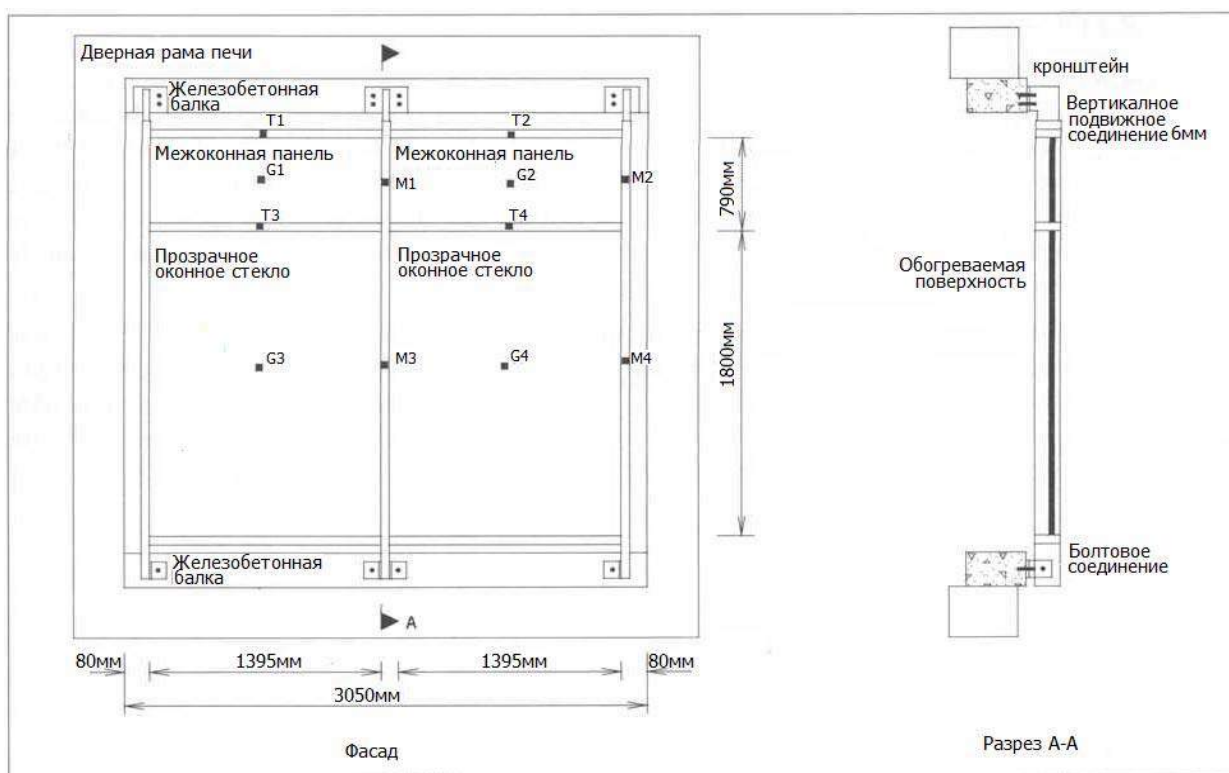 Дверная рама печи
Железобетонная
балка
T1
T2
Межоконная панель
Межоконная панель
G1
M1
G2
M2
T3
T4
Прозрачное
оконное стекло
Прозрачное
оконное стекло
G3
M3
G4
M4
Железобетонная
балка
A
790мм
1800мм
80мм
1395мм
1395мм
80мм
3050мм
Фасад
кронштейн
Вертикалное
подвижное
соединение 6мм
Обогреваемая
поверхность
Болтовое
соединение
Разрез А-А